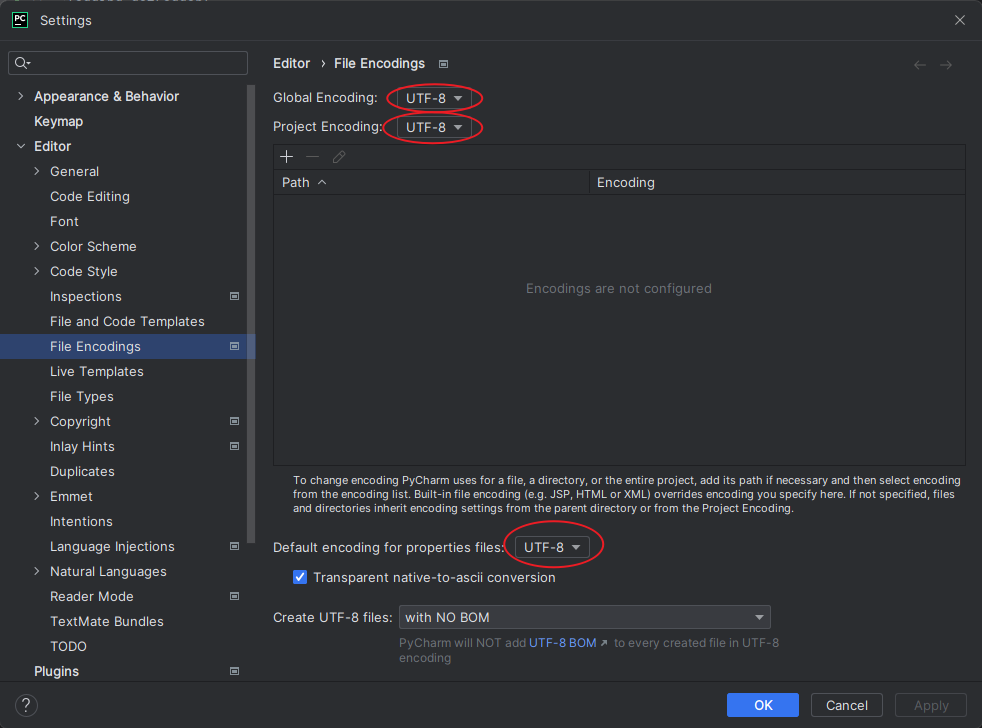 PC
Settings
Editor › File Encodings
Global Encoding: UTF-8
Project Encoding: UTF-8
Path
Encoding
Encodings are not configured
To change encoding PyCharm uses for a file, a directory, or the entire project, add its path if necessary and then select encoding
from the encoding list. Built-in file encoding (e.g. JSP, HTML or XML) overrides encoding you specify here. If not specified, files
and directories inherit encoding settings from the parent directory or from the Project Encoding.
Default encoding for properties files: UTF-8
Transparent native-to-ascii conversion
Create UTF-8 files: with NO BOM
PyCharm will NOT add UTF-8 BOM ↗ to every created file in UTF-8
encoding
Appearance & Behavior
Keymap
Editor
General
Code Editing
Font
Color Scheme
Code Style
Inspections
File and Code Templates
File Encodings
Live Templates
File Types
Copyright
Inlay Hints
Duplicates
Emmet
Intentions
Language Injections
Natural Languages
Reader Mode
TextMate Bundles
TODO
Plugins
?
OK
Cancel
Apply